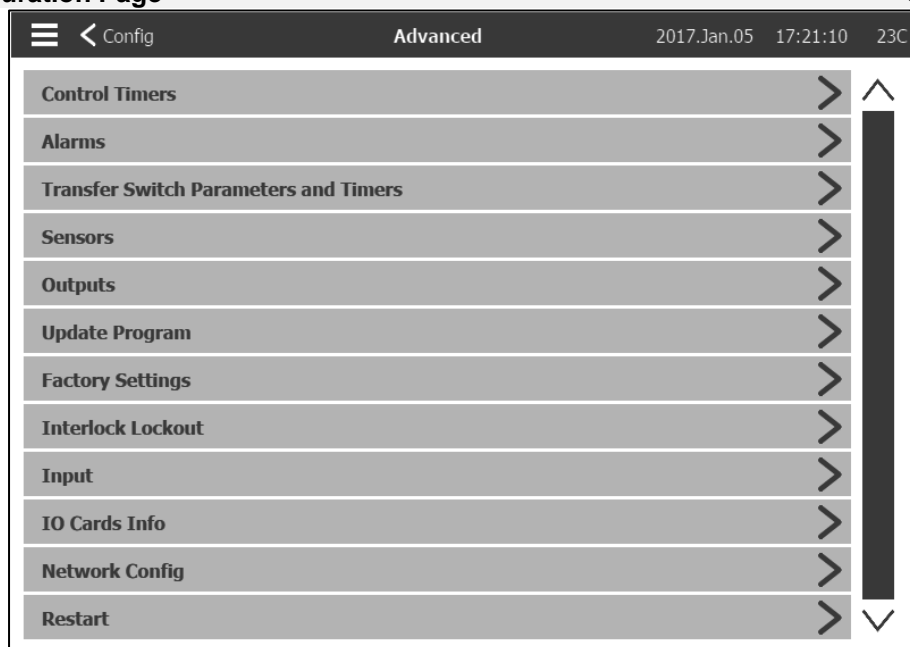 uration Page
Config Advanced 2017.Jan.05 17:21:10 23C
Control Timers
Alarms
Transfer Switch Parameters and Timers
Sensors
Outputs
Update Program
Factory Settings
Interlock Lockout
Input
IO Cards Info
Network Config
Restart